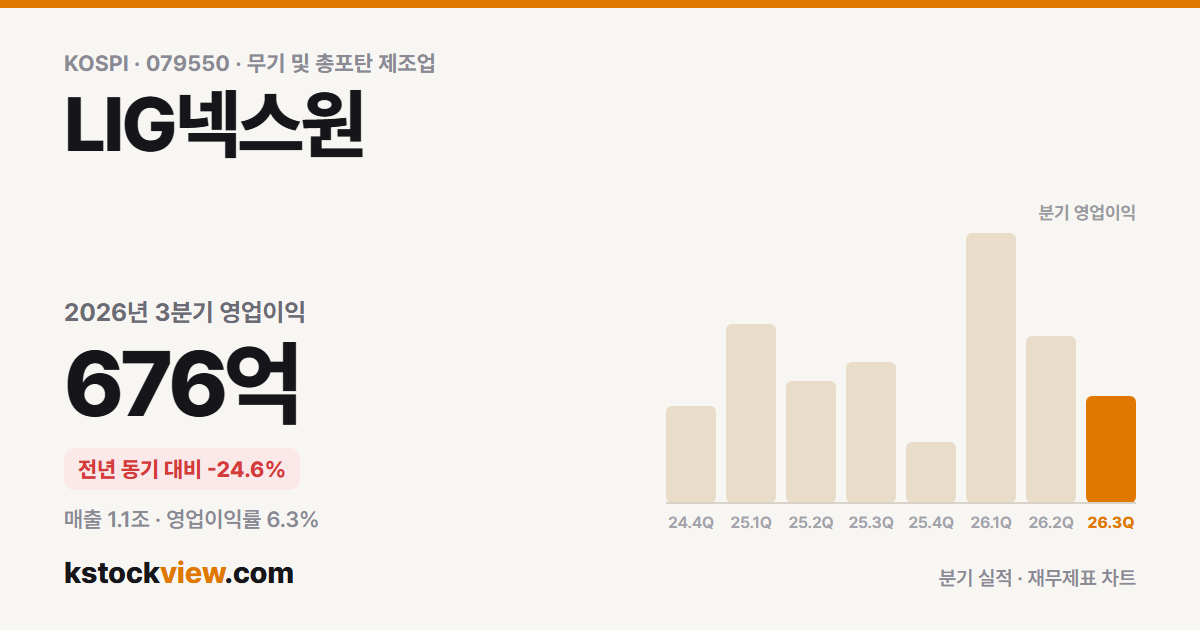 KOSPI · 079550 · 무기 및 총포탄 제조업
LIG넥스원
2026년 3분기 영업이익
676억
전년 동기 대비 -24.6%
매출 1.1조 · 영업이익률 6.3%
kstockview.com
분기 영업이익
24.4Q 25.1Q 25.2Q 25.3Q 25.4Q 26.1Q 26.2Q 26.3Q
분기 실적 · 재무제표 차트